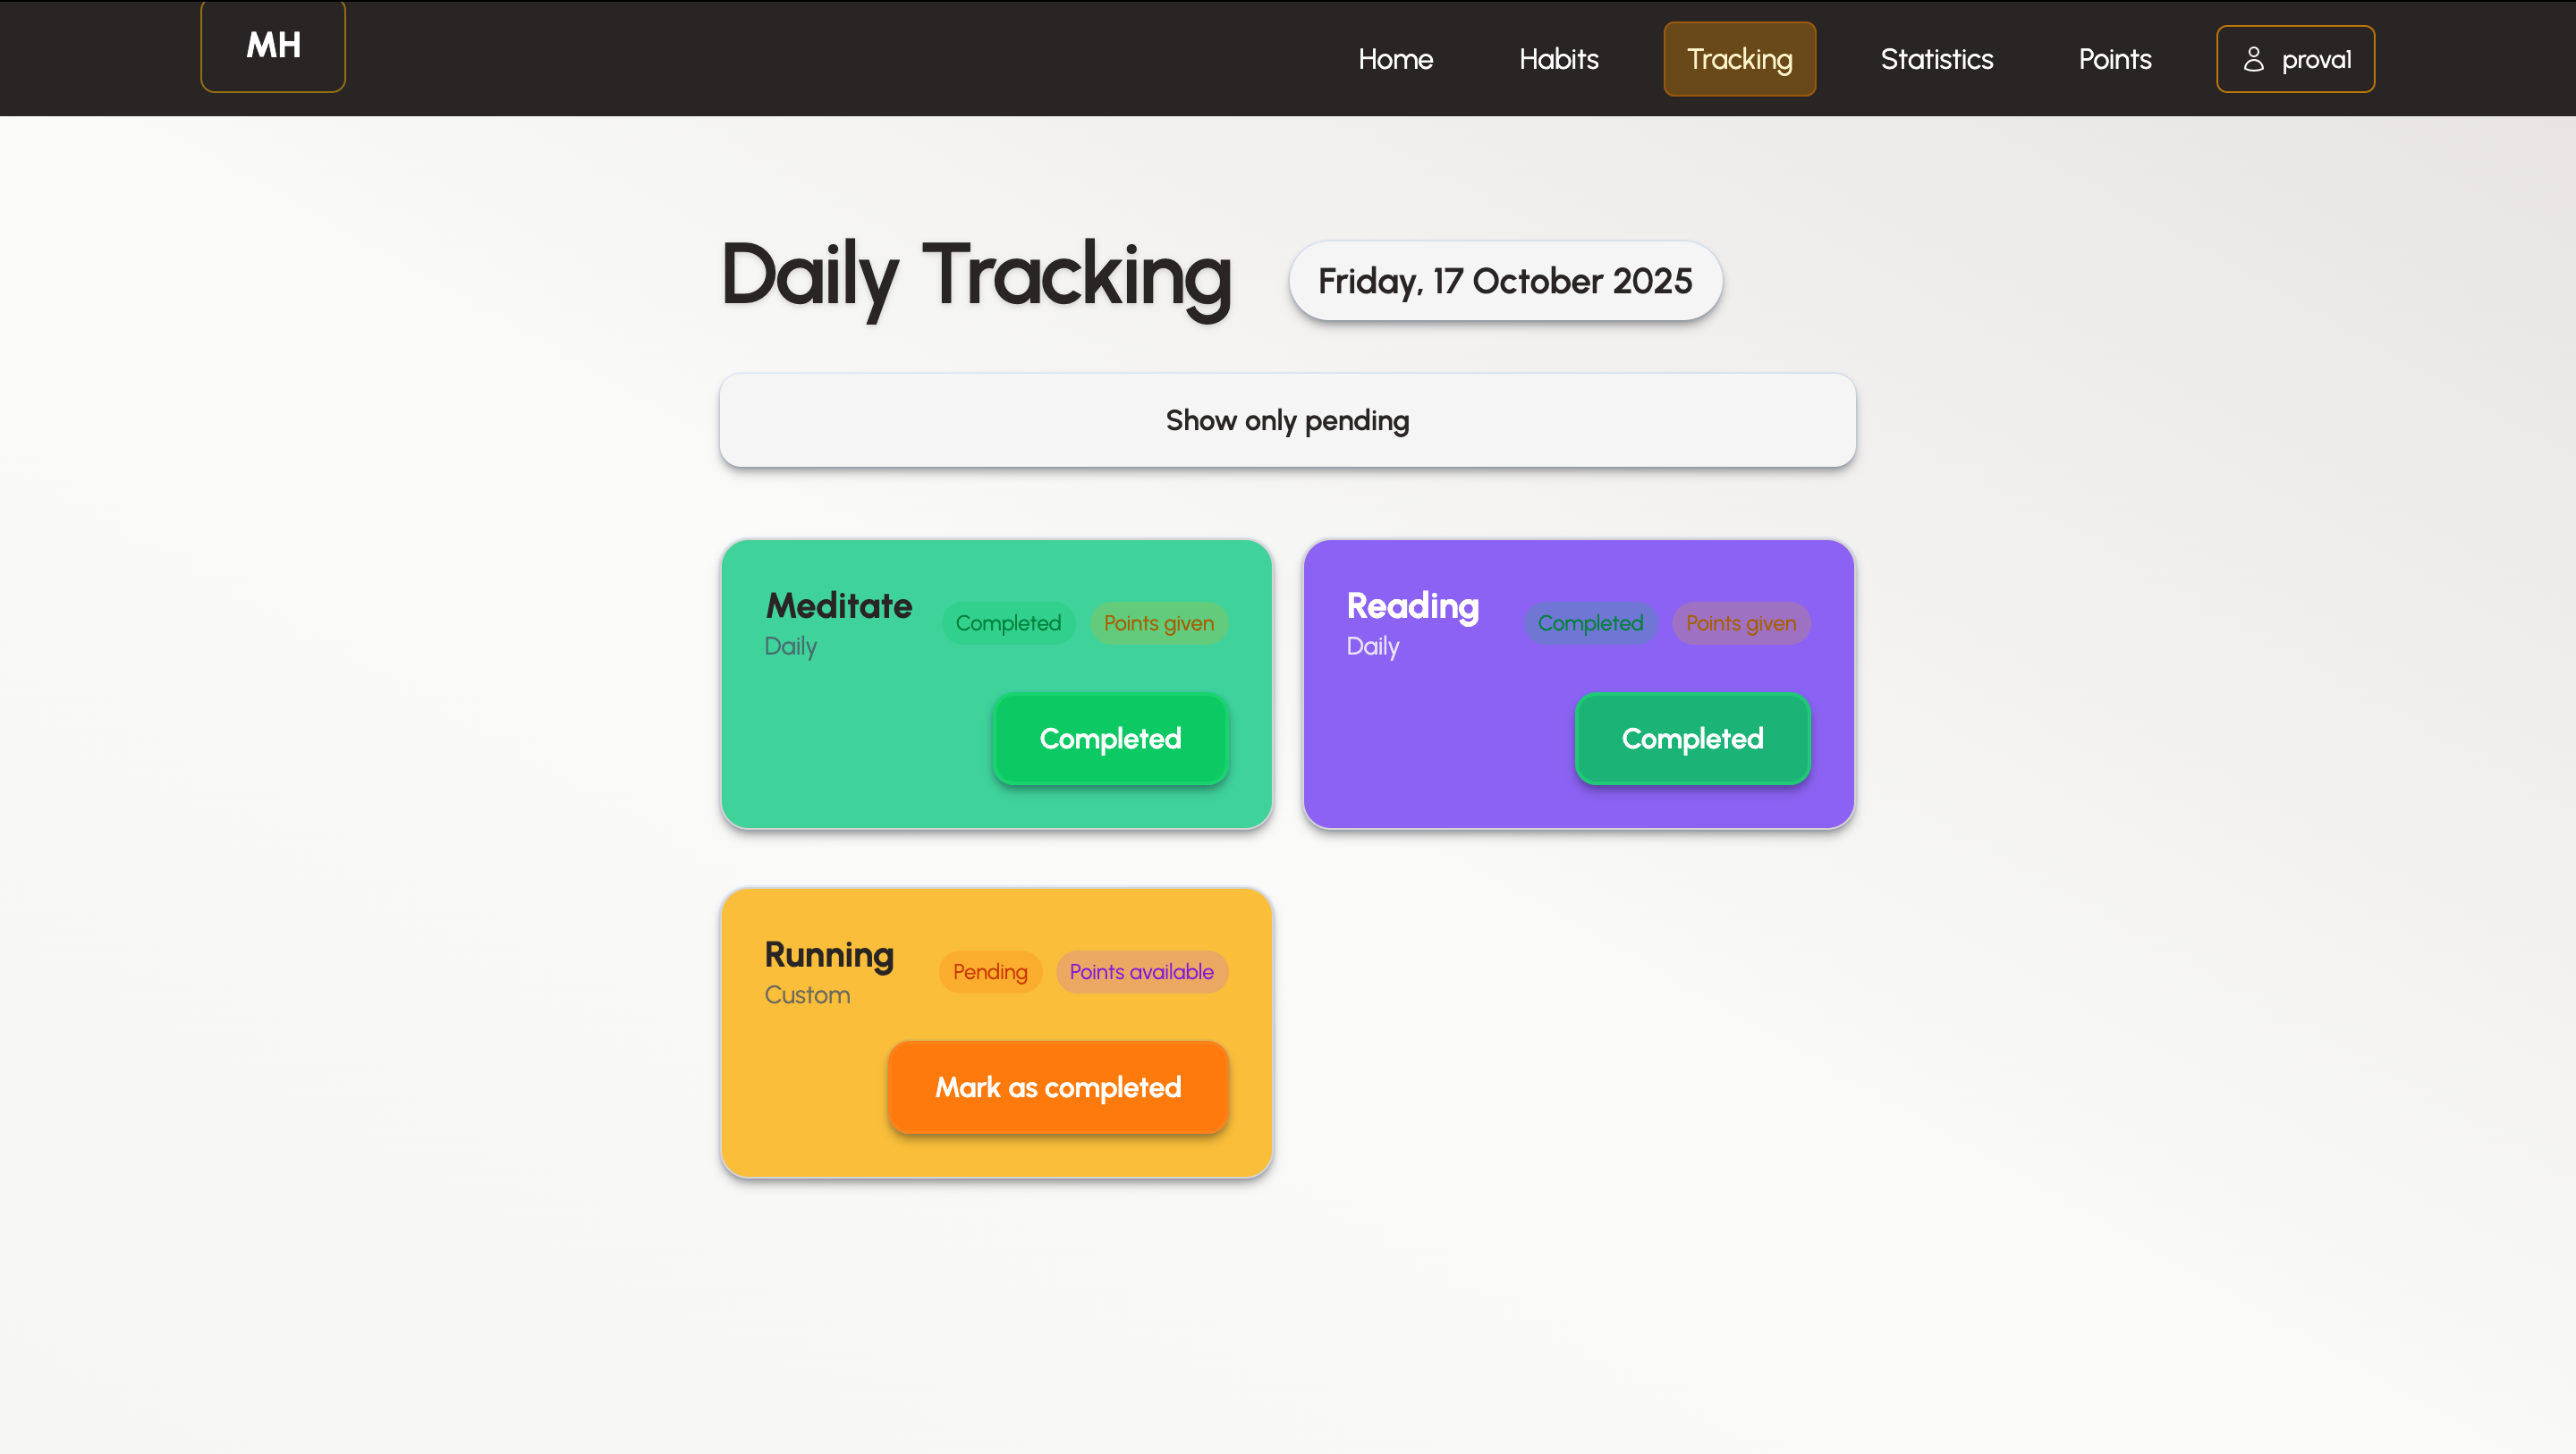 MH
Home Habits Tracking Statistics Points prova1
Daily Tracking Friday, 17 October 2025
Show only pending
Meditate Completed Points given
Daily
Completed
Reading Completed Points given
Daily
Completed
Running Pending Points available
Custom
Mark as completed